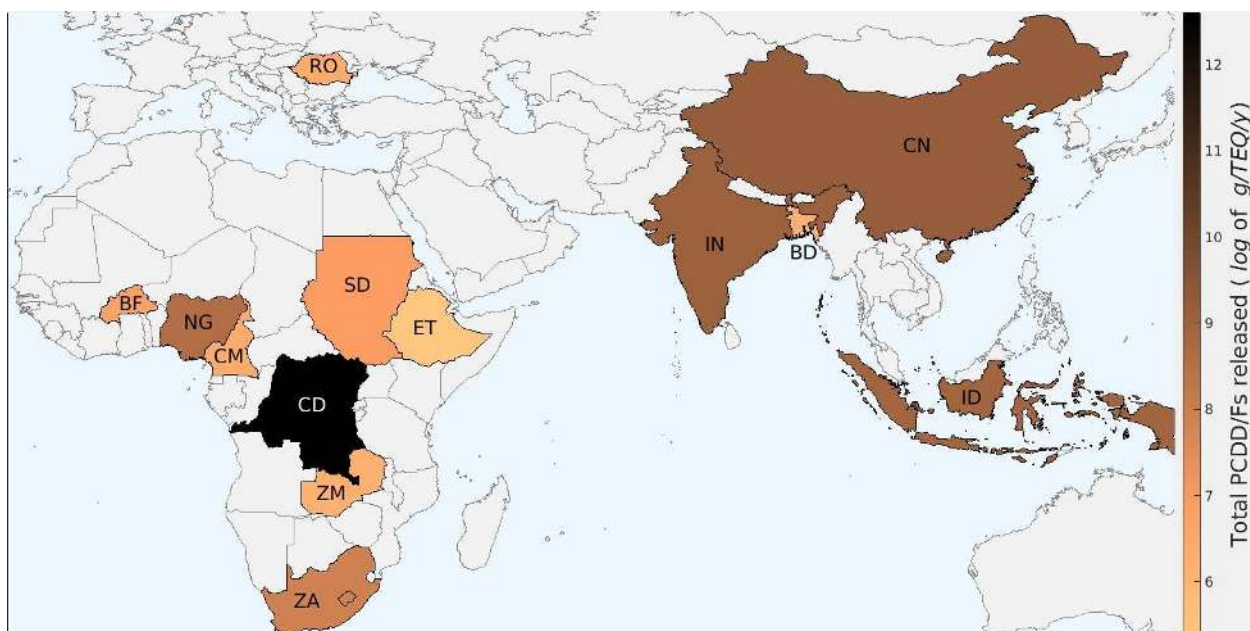 RO
CN
IN
BD
SD
BF
NG
ET
CM
CD
ID
ZM
ZA
12
11
10
9
8
7
6
Total PCDD/Fs released ( log of g/TEQ/y)